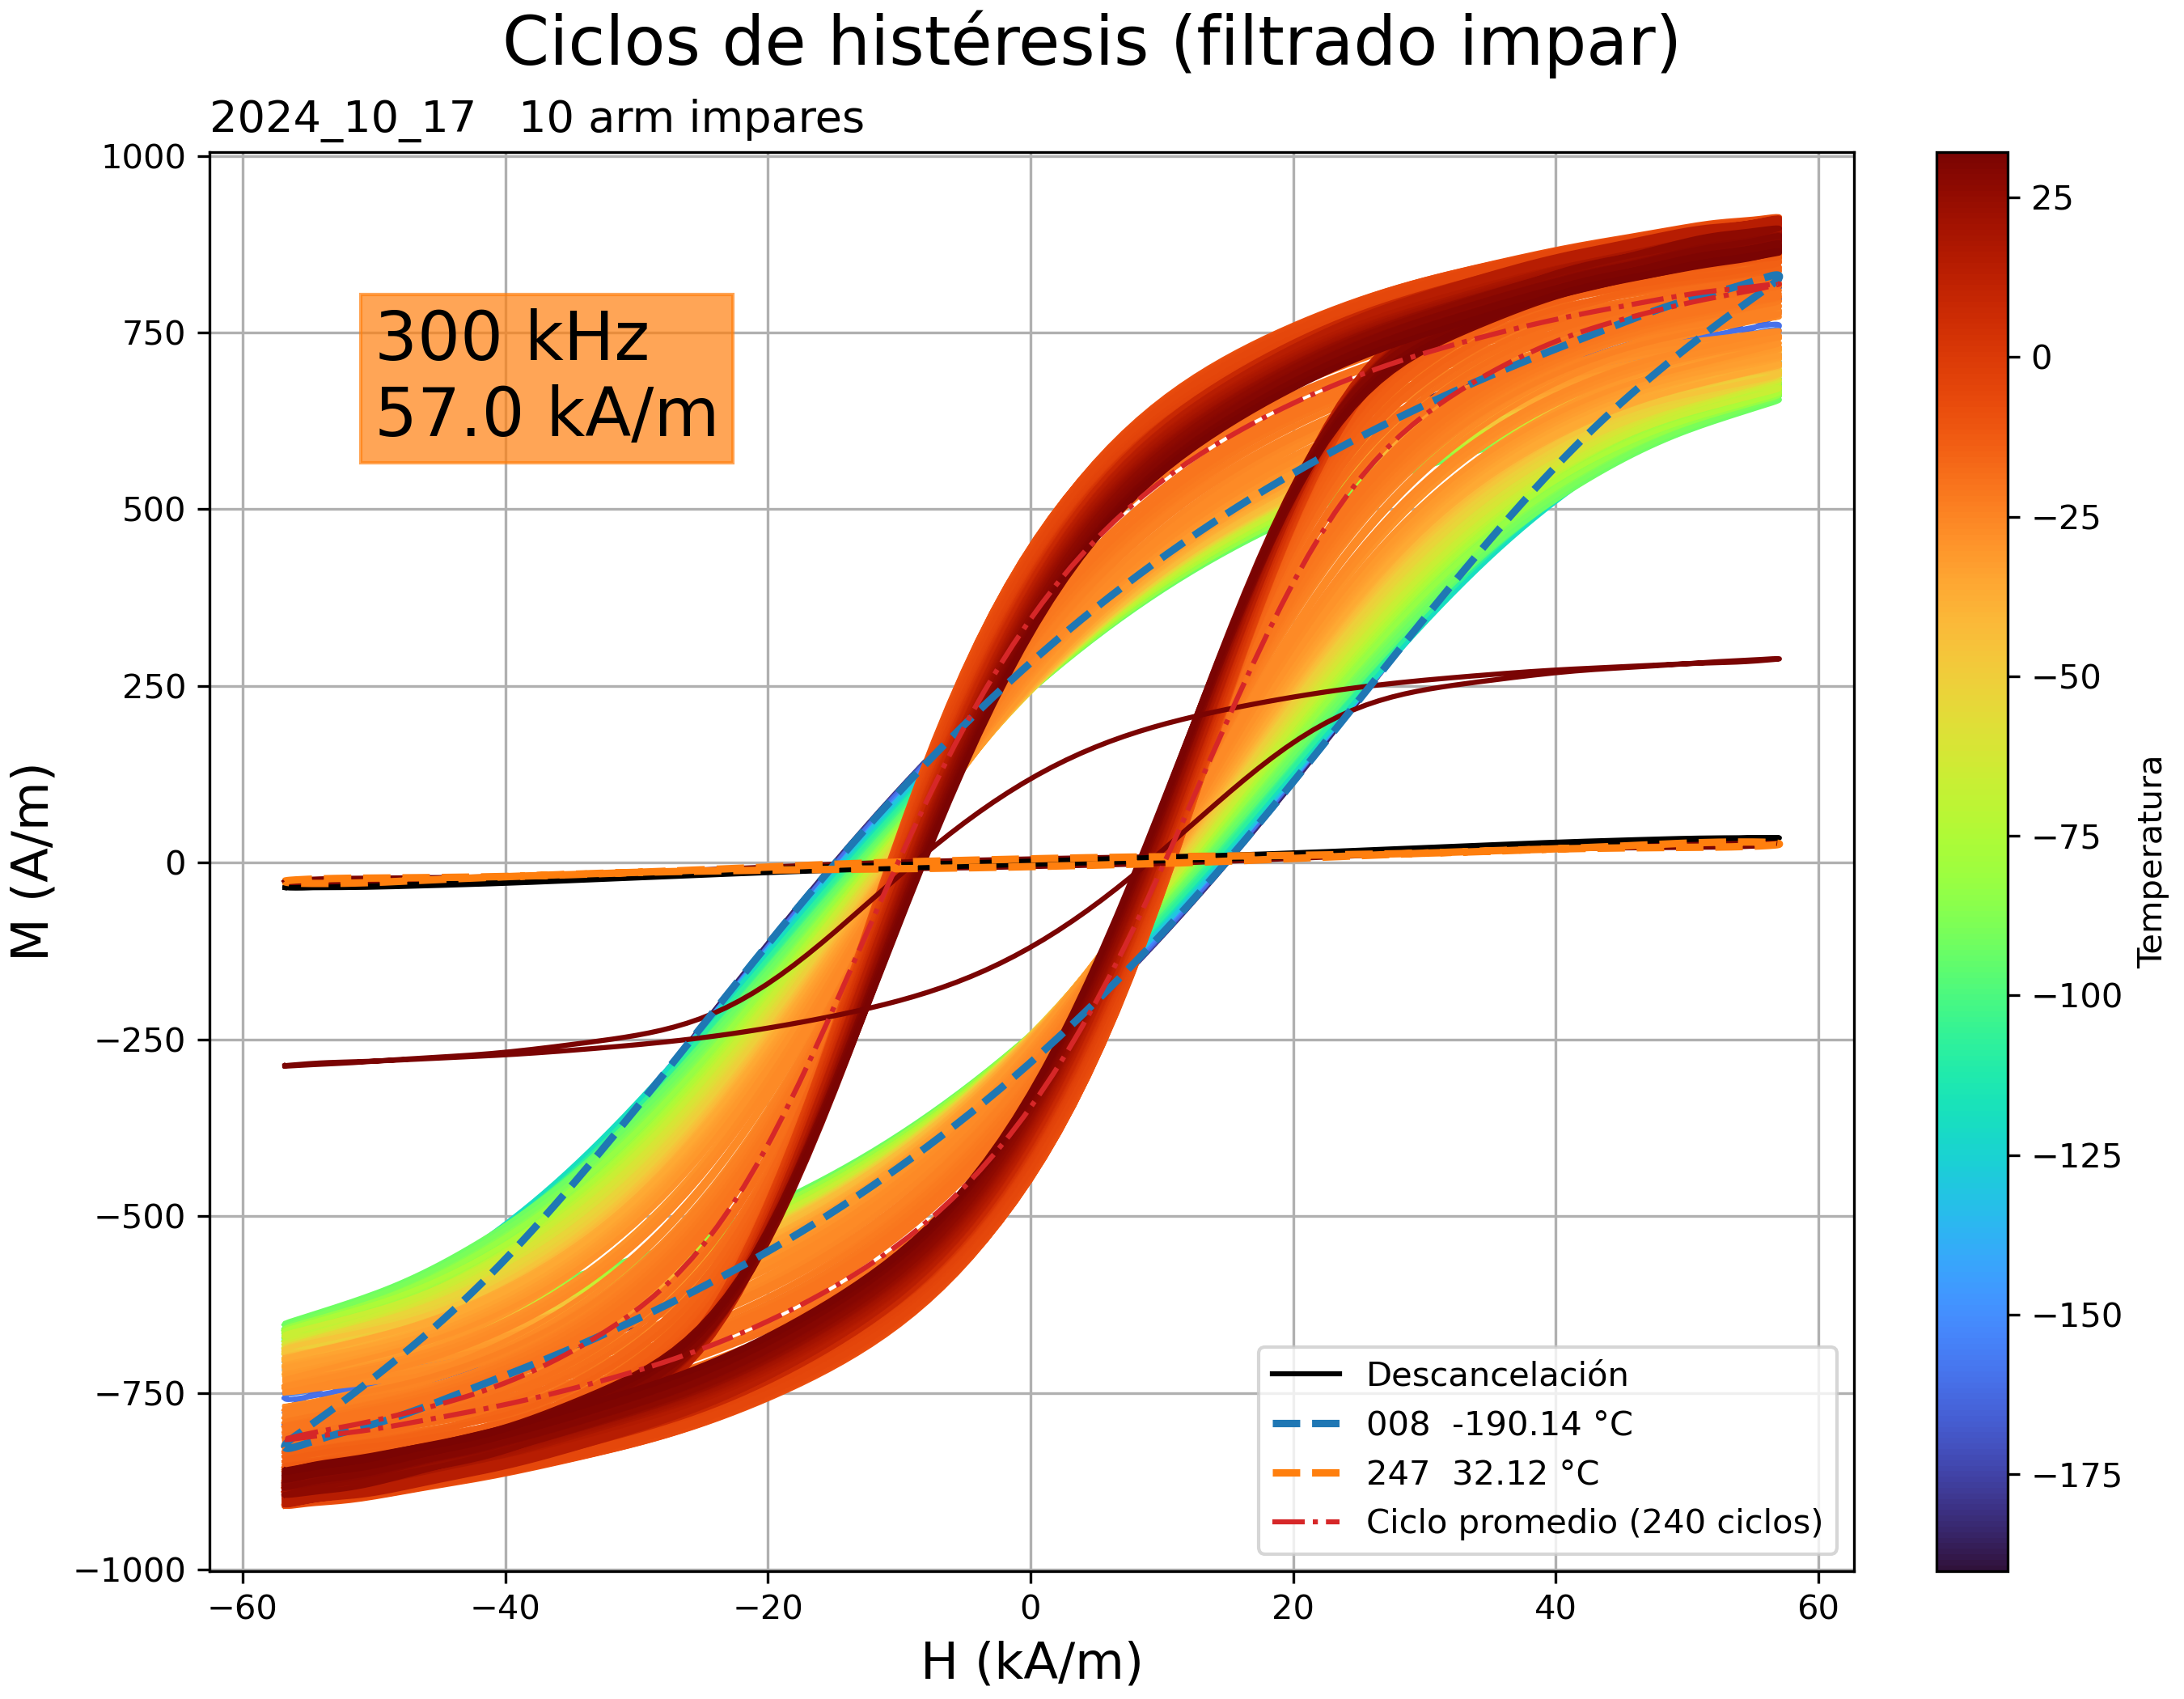 Ciclos de histéresis (filtrado impar)
2024_10_17   10 arm impares
300 kHz
57.0 kA/m
M (A/m)
1000
750
500
250
0
−250
−500
−750
−1000
−60
−40
−20
0
20
40
60
H (kA/m)
Descancelación
008  -190.14 °C
247  32.12 °C
Ciclo promedio (240 ciclos)
25
0
−25
−50
−75
−100
−125
−150
−175
Temperatura